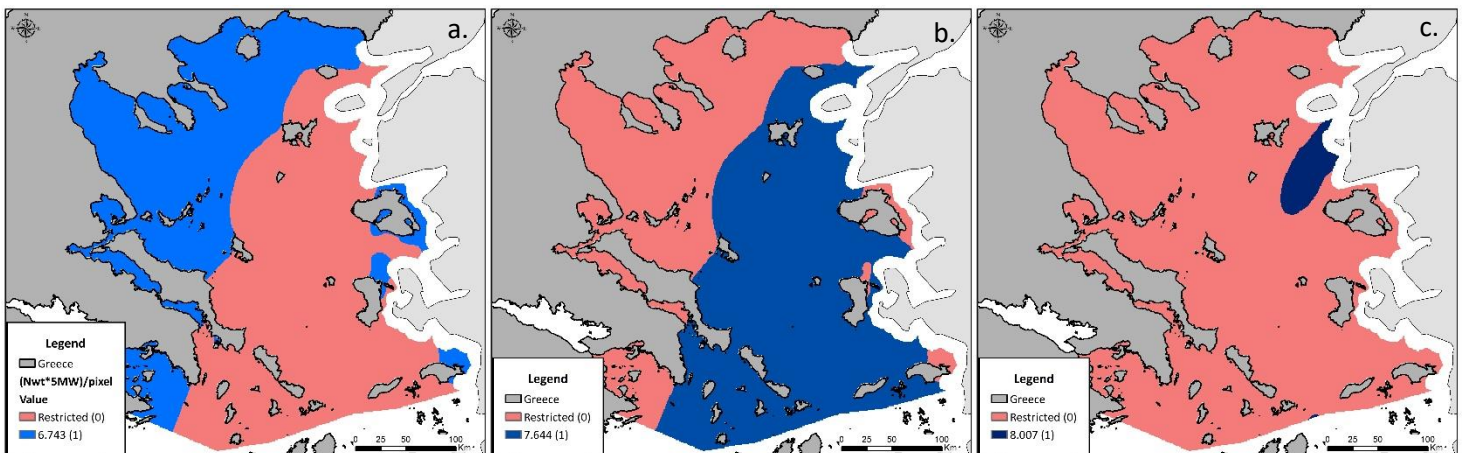 a.
Legend
Greece
(Nwt*5MW)/pixel
Value
Restricted (0)
6.743 (1)
0 25 50 100
Km
b.
Legend
Greece
Restricted (0)
7.644 (1)
0 25 50 100
Km
c.
Legend
Greece
Restricted (0)
8.007 (1)
0 25 50 100
Km